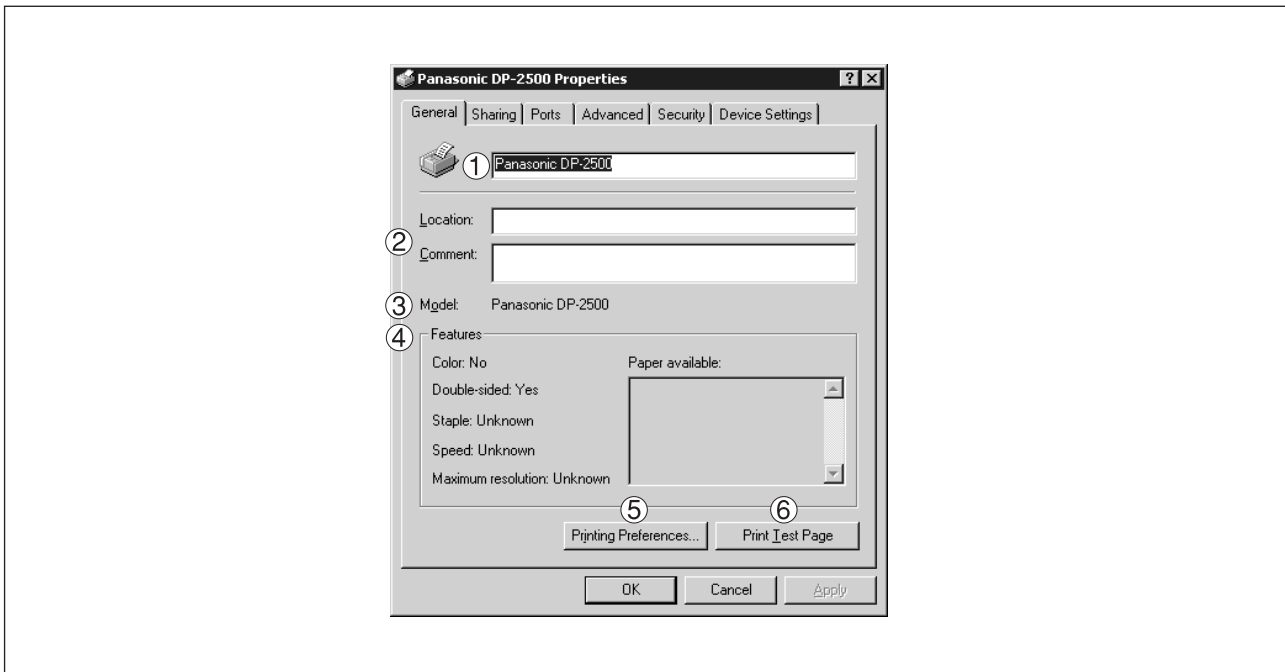 Panasonic DP-2500 Properties
General Sharing Ports Advanced Security Device Settings
① Panasonic DP-2500
Location:
②
Comment:
③ Model: Panasonic DP-2500
④ Features
Color: No Paper available:
Double-sided: Yes
Staple: Unknown
Speed: Unknown
Maximum resolution: Unknown
⑤ ⑥
Printing Preferences... Print Test Page
OK Cancel Apply